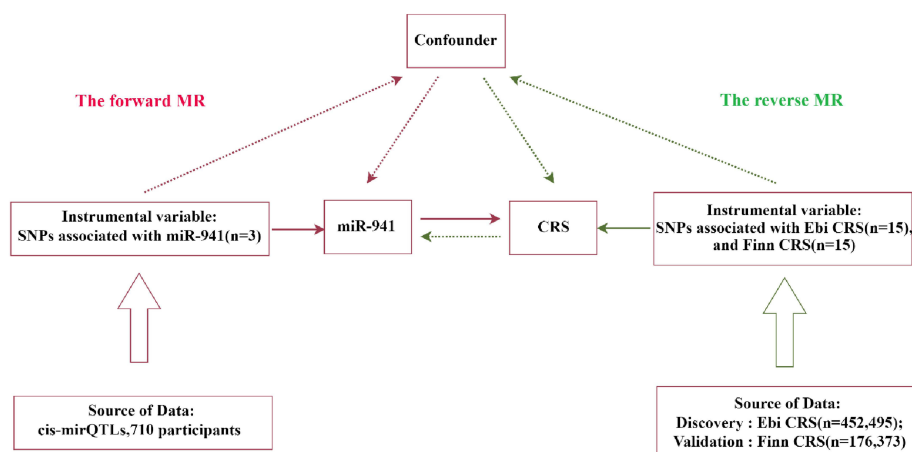 Confounder
The forward MR
The reverse MR
Instrumental variable:
SNPs associated with miR-941(n=3)
miR-941
CRS
Instrumental variable:
SNPs associated with Ebi CRS(n=15),
and Finn CRS(n=15)
Source of Data:
cis-mirQTLs,710 participants
Source of Data:
Discovery : Ebi CRS(n=452,495);
Validation : Finn CRS(n=176,373)